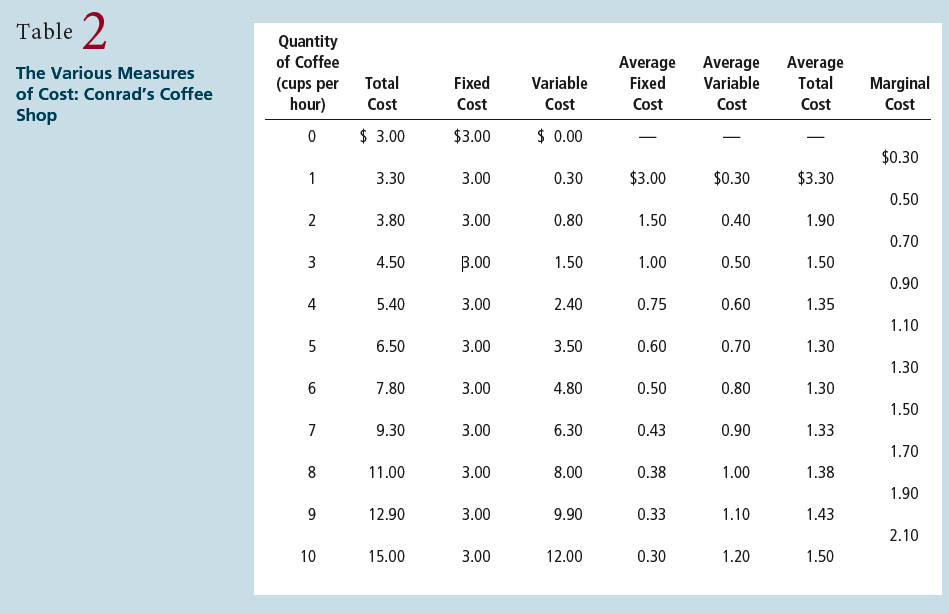 Table 2
The Various Measures
of Cost: Conrad's Coffee
Shop
Quantity
of Coffee Average Average Average
(cups per Total Fixed Variable Fixed Variable Total Marginal
hour) Cost Cost Cost Cost Cost Cost Cost
0 $ 3.00 $3.00 $ 0.00 — — —
$0.30
1 3.30 3.00 0.30 $3.00 $0.30 $3.30
0.50
2 3.80 3.00 0.80 1.50 0.40 1.90
0.70
3 4.50 3.00 1.50 1.00 0.50 1.50
0.90
4 5.40 3.00 2.40 0.75 0.60 1.35
1.10
5 6.50 3.00 3.50 0.60 0.70 1.30
1.30
6 7.80 3.00 4.80 0.50 0.80 1.30
1.50
7 9.30 3.00 6.30 0.43 0.90 1.33
1.70
8 11.00 3.00 8.00 0.38 1.00 1.38
1.90
9 12.90 3.00 9.90 0.33 1.10 1.43
2.10
10 15.00 3.00 12.00 0.30 1.20 1.50